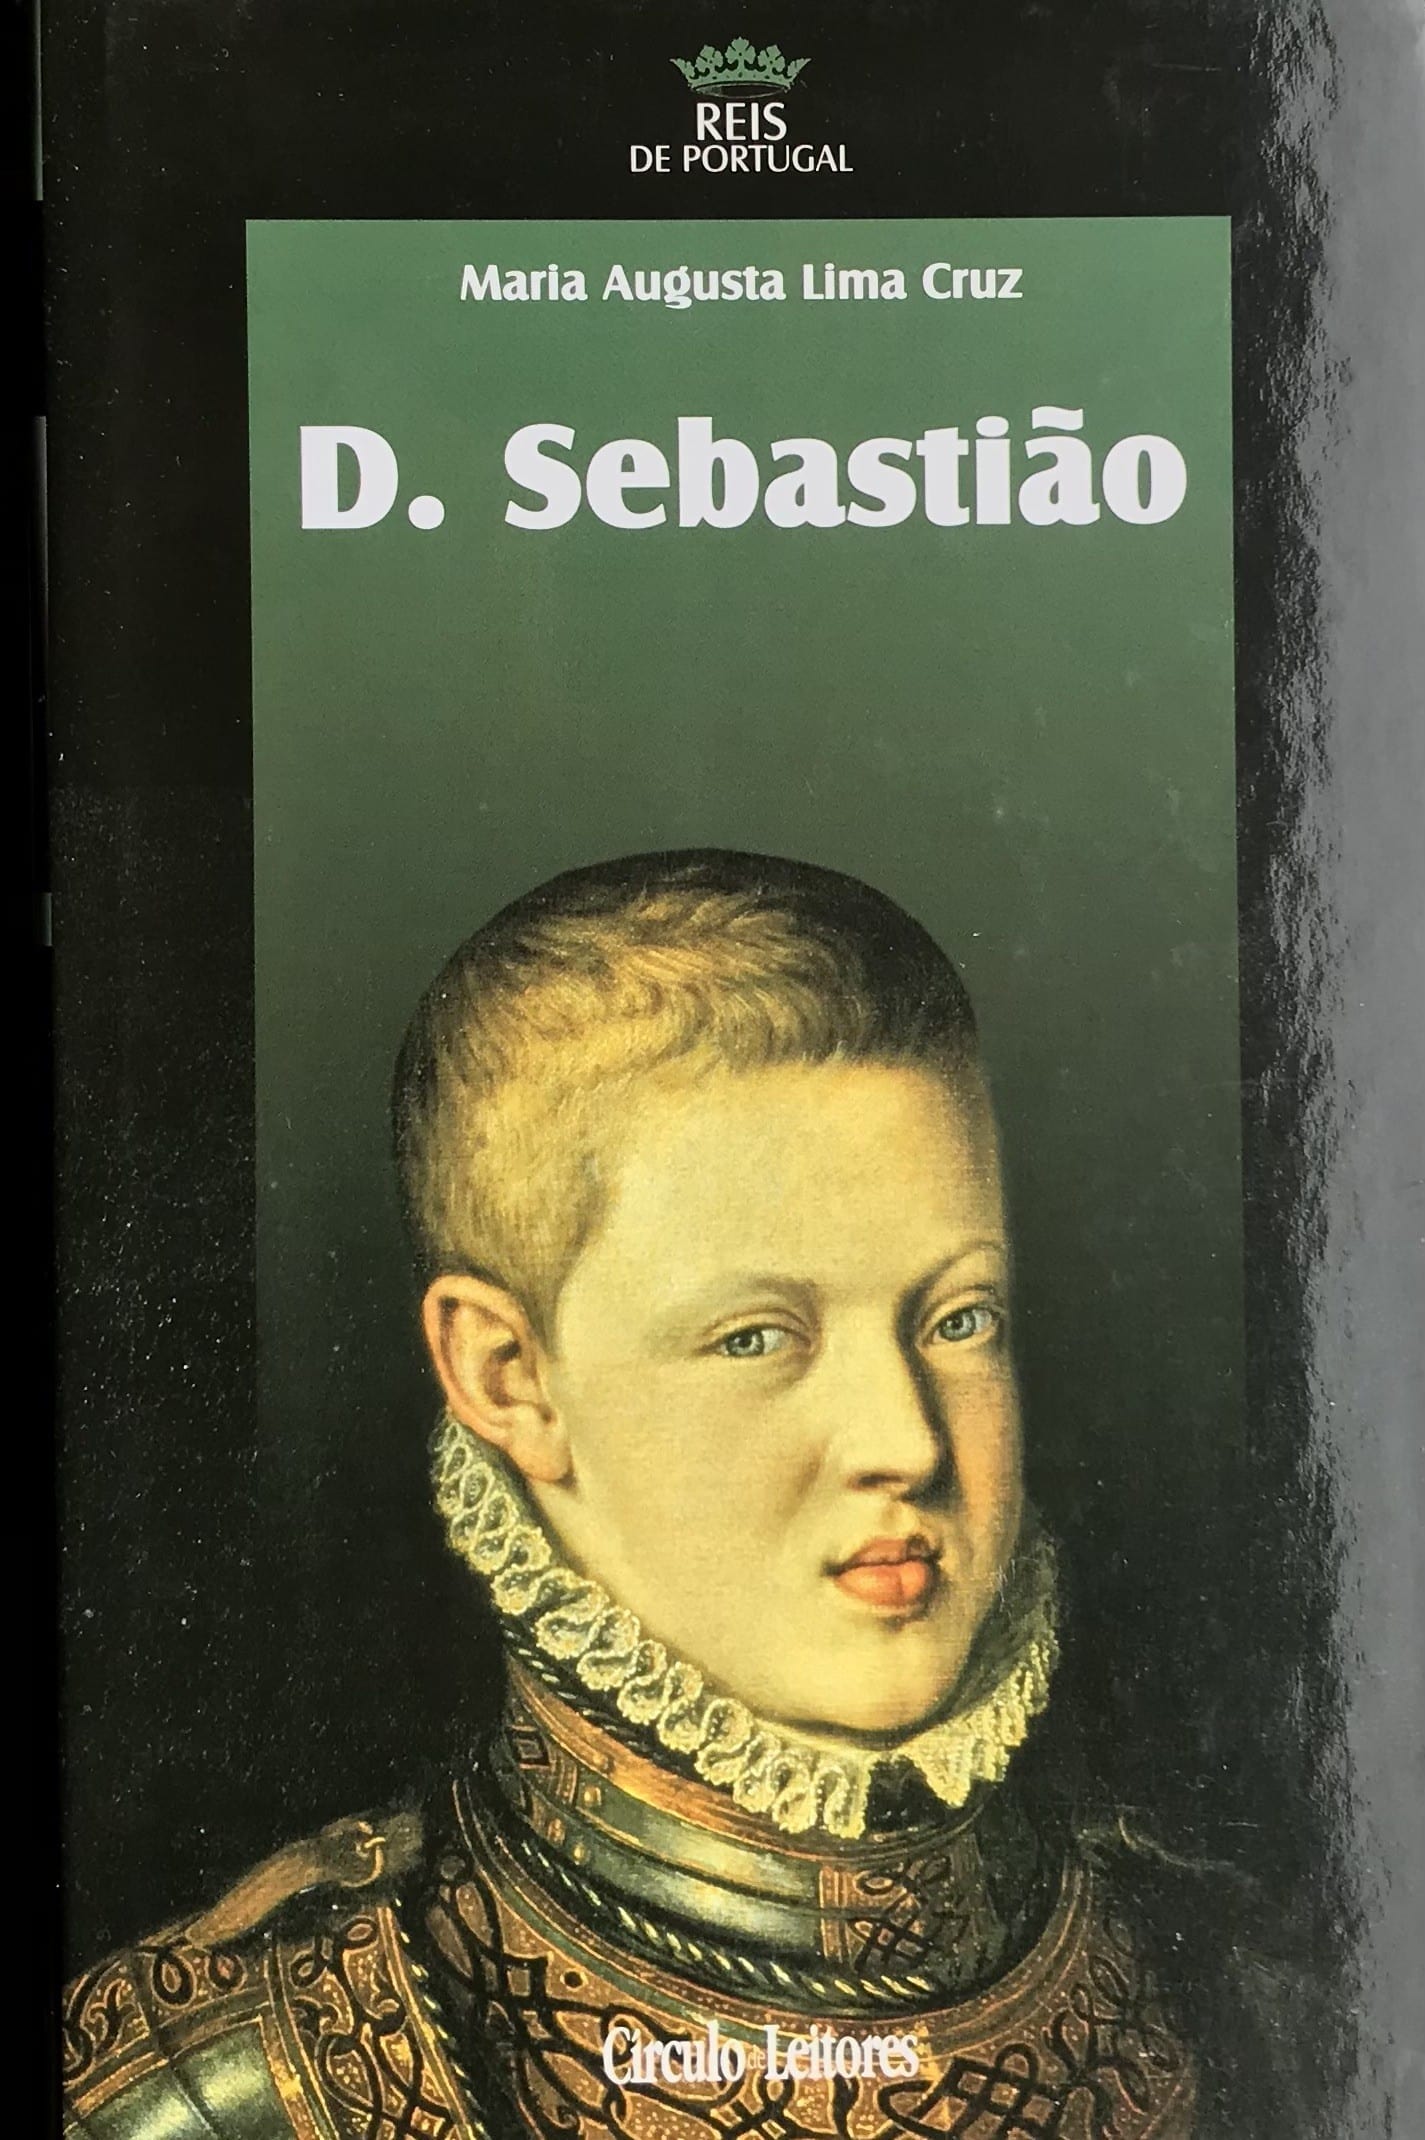 REIS
DE PORTUGAL
Maria Augusta Lima Cruz
D. Sebastião
Círculo de Leitores